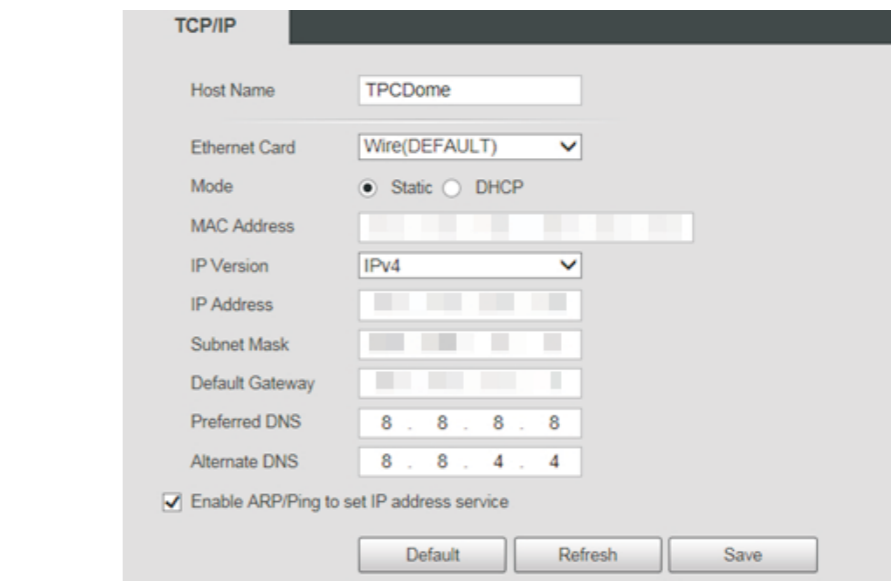 TCP/IP
Host Name TPCDome
Ethernet Card Wire(DEFAULT)
Mode Static DHCP
MAC Address
IP Version IPv4
IP Address
Subnet Mask
Default Gateway
Preferred DNS 8 . 8 . 8 . 8
Alternate DNS 8 . 8 . 4 . 4
Enable ARP/Ping to set IP address service
Default Refresh Save